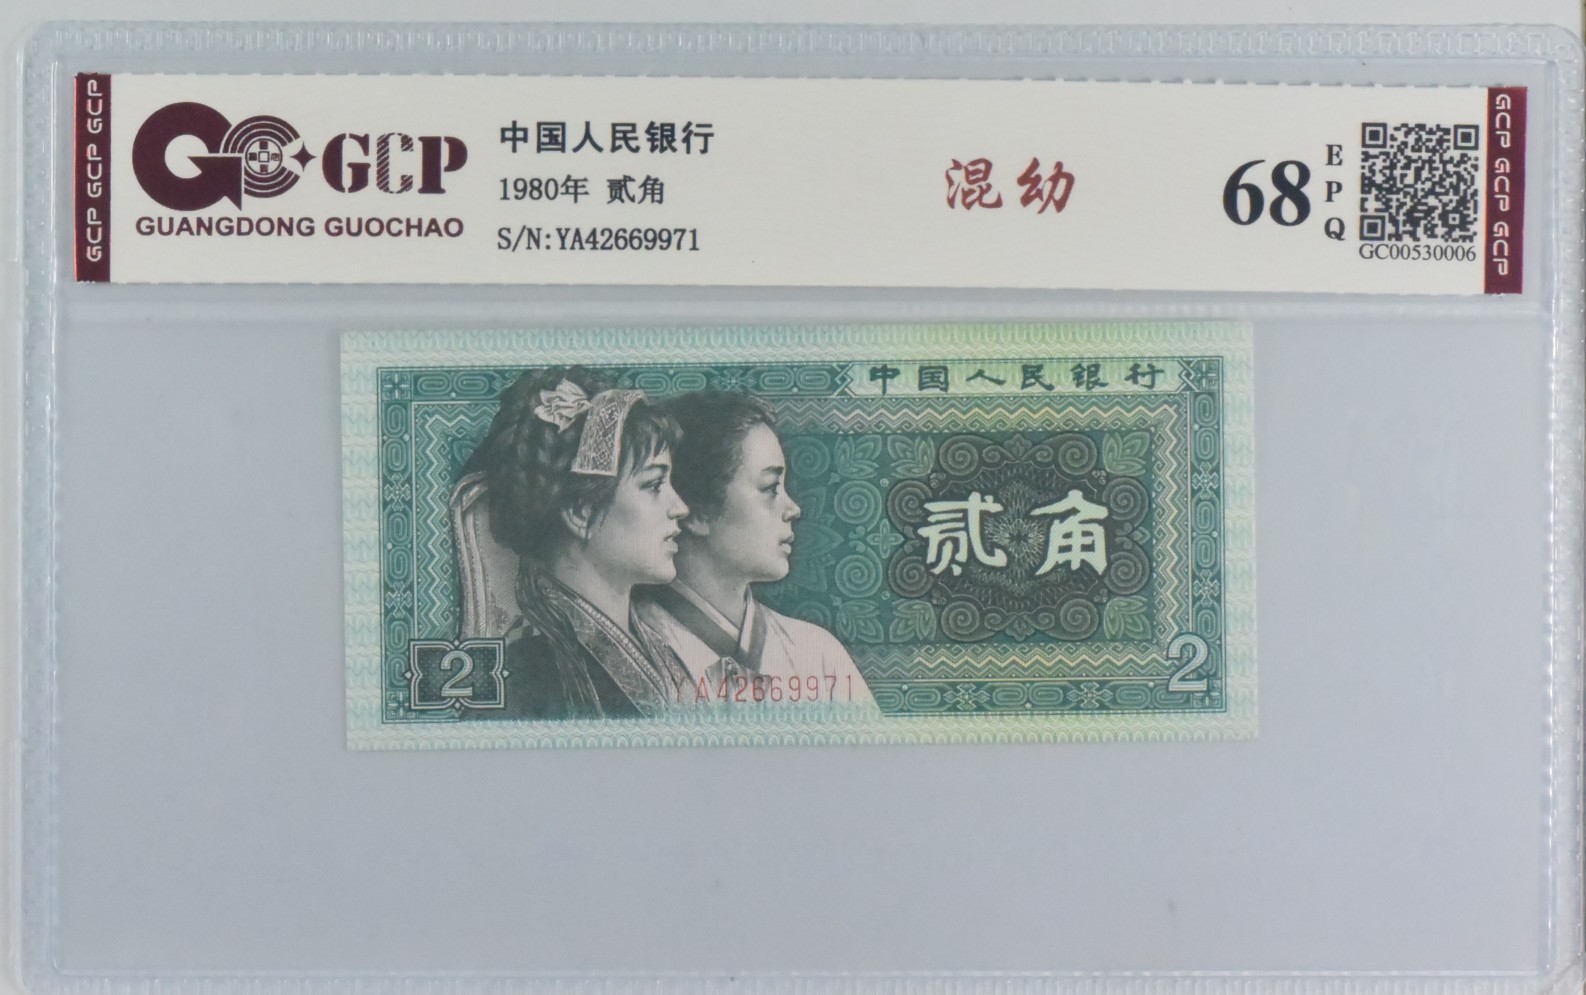 GCP GCP GCP
GCP
GUANGDONG GUOCHAO
中国人民银行
1980年 贰角
S/N:YA42669971
混幼
68
EPQ
GC00530006
GCP GCP GCP
中国人民银行
贰角
2
2
YA42669971